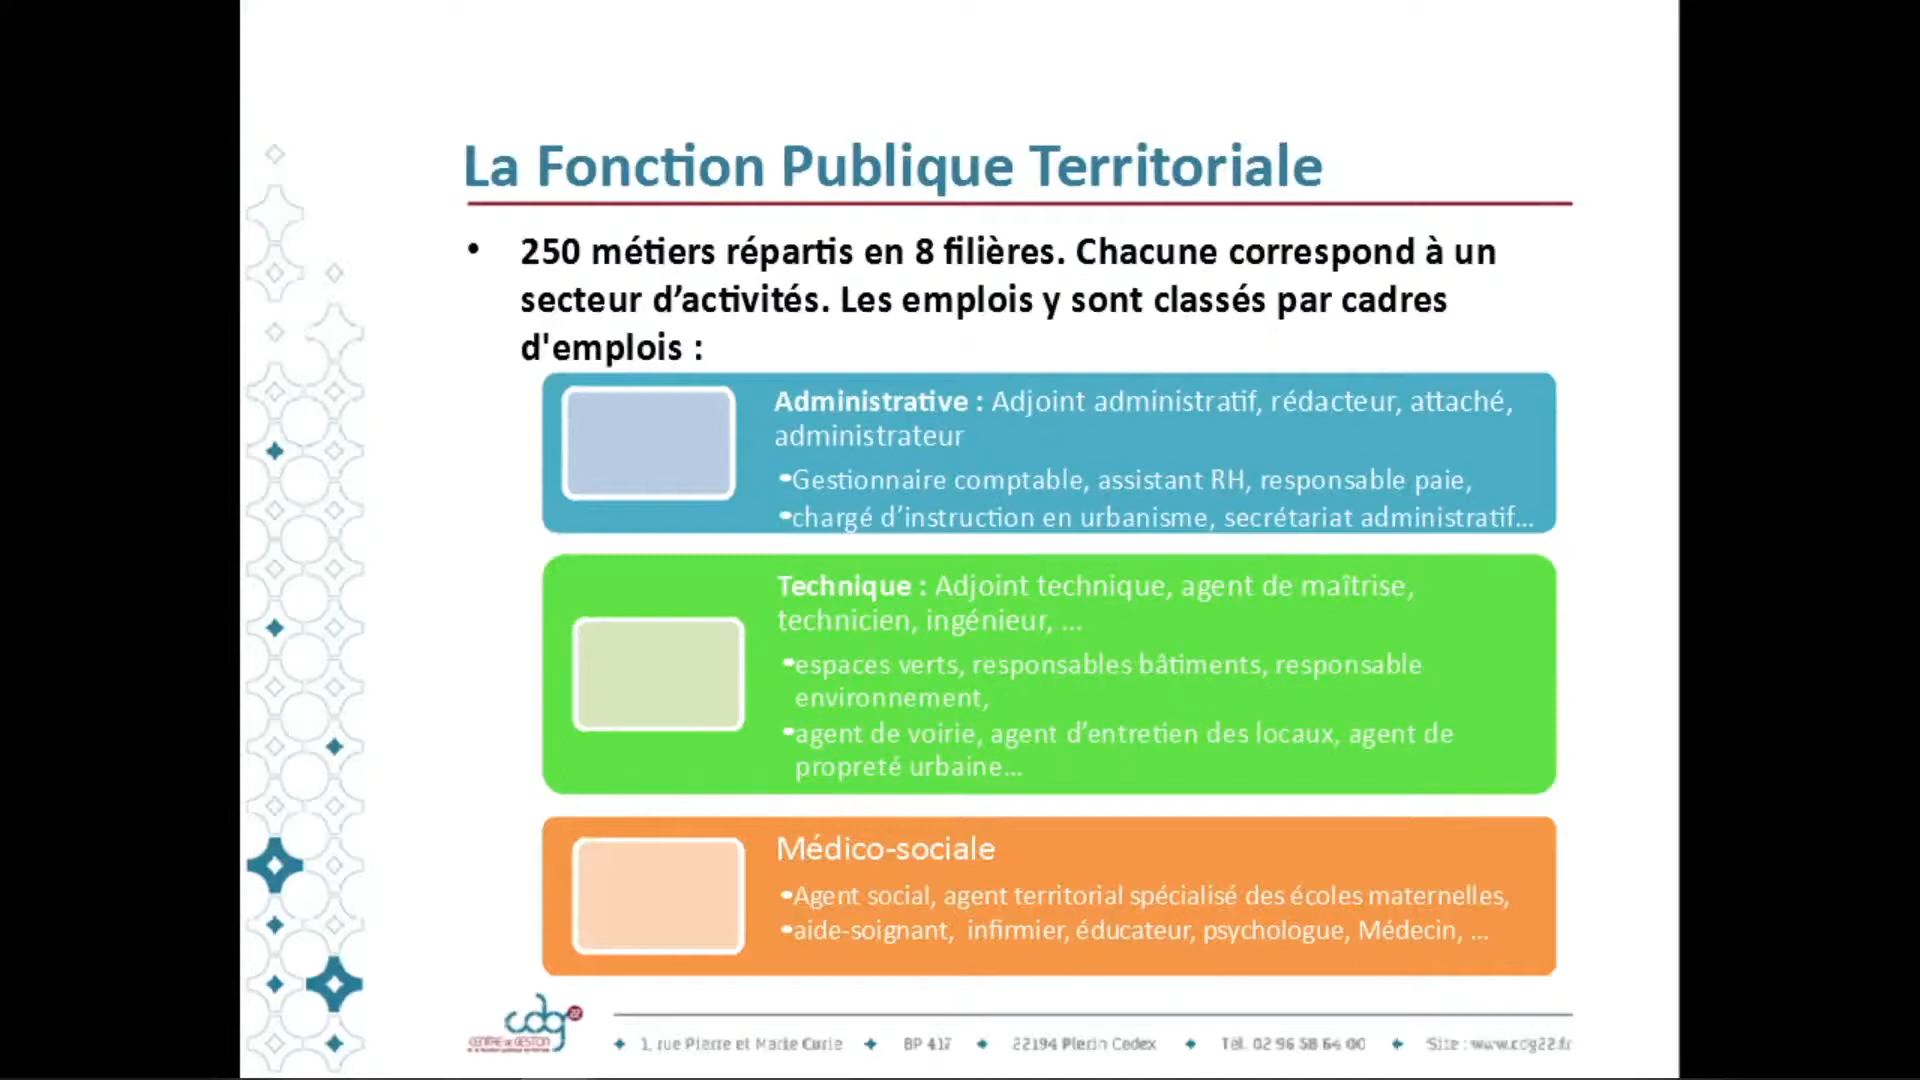 La Fonction Publique Territoriale
• 250 métiers répartis en 8 filières. Chacune correspond à un
secteur d’activités. Les emplois y sont classés par cadres
d'emplois :
Administrative : Adjoint administratif, rédacteur, attaché,
administrateur
•Gestionnaire comptable, assistant RH, responsable paie,
•chargé d’instruction en urbanisme, secrétariat administratif...
Technique : Adjoint technique, agent de maîtrise,
technicien, ingénieur, ...
•espaces verts, responsables bâtiments, responsable
environnement,
•agent de voirie, agent d’entretien des locaux, agent de
propreté urbaine...
Médico-sociale
•Agent social, agent territorial spécialisé des écoles maternelles,
•aide-soignant, infirmier, éducateur, psychologue, Médecin, ...
cdg 22
CENTRE DE GESTION
1, rue Pierre et Marie Curie ✦ BP 417 ✦ 22194 Plerin Cedex ✦ Tél. 02 96 58 64 00 ✦ Site : www.cdg22.fr